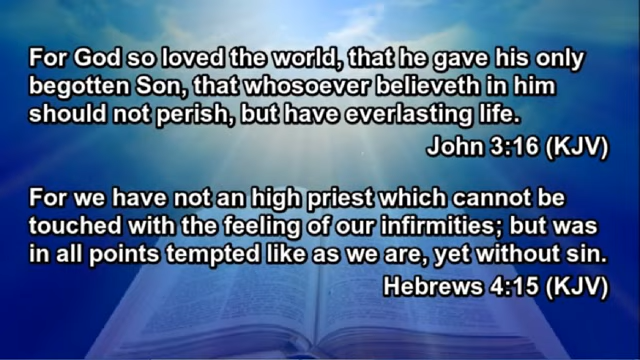 For God so loved the world, that he gave his only
begotten Son, that whosoever believeth in him
should not perish, but have everlasting life.
John 3:16 (KJV)
For we have not an high priest which cannot be
touched with the feeling of our infirmities; but was
in all points tempted like as we are, yet without sin.
Hebrews 4:15 (KJV)